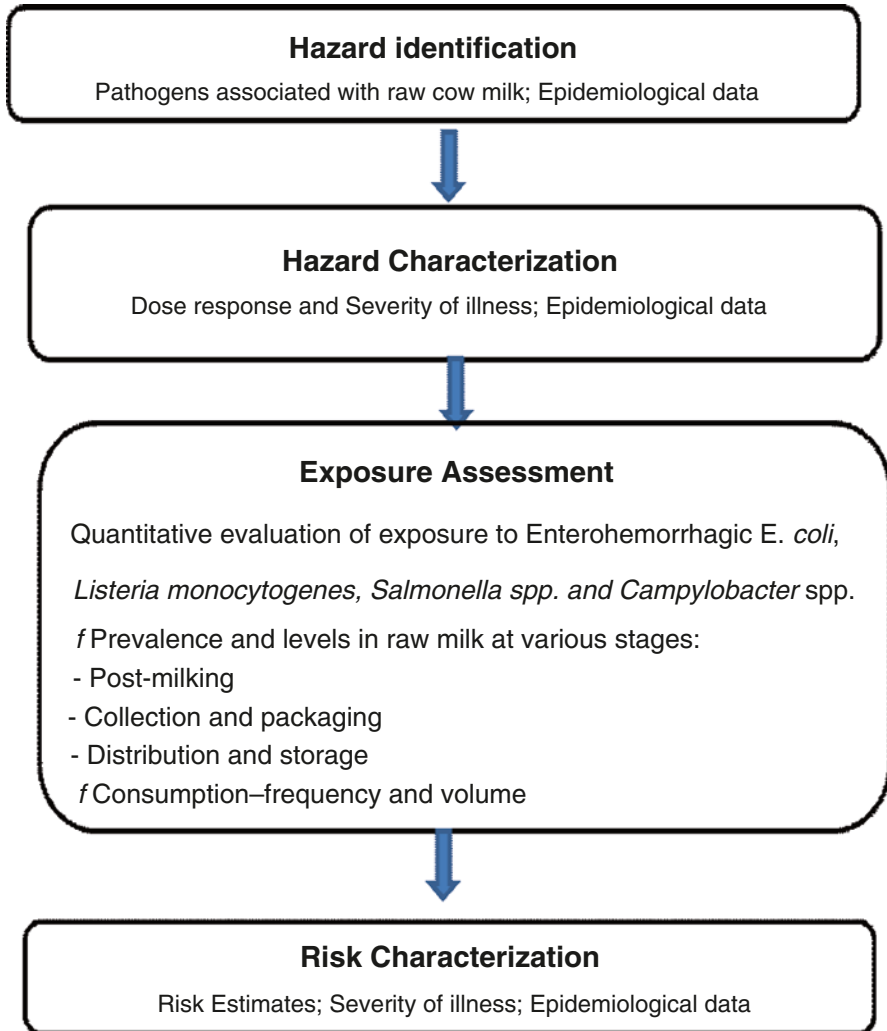 Hazard identification
Pathogens associated with raw cow milk; Epidemiological data
Hazard Characterization
Dose response and Severity of illness; Epidemiological data
Exposure Assessment
Quantitative evaluation of exposure to Enterohemorrhagic E. coli,
Listeria monocytogenes, Salmonella spp. and Campylobacter spp.
f Prevalence and levels in raw milk at various stages:
- Post-milking
- Collection and packaging
- Distribution and storage
f Consumption–frequency and volume
Risk Characterization
Risk Estimates; Severity of illness; Epidemiological data